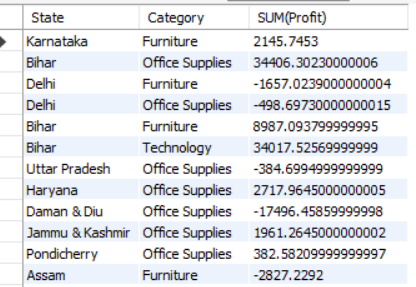 State Category SUM(Profit)
Karnataka Furniture 2145.7453
Bihar Office Supplies 34406.30230000006
Delhi Furniture -1657.0239000000004
Delhi Office Supplies -498.69730000000015
Bihar Furniture 8987.093799999995
Bihar Technology 34017.52569999999
Uttar Pradesh Office Supplies -384.6994999999999
Haryana Office Supplies 2717.9645000000005
Daman & Diu Office Supplies -17496.45859999998
Jammu & Kashmir Office Supplies 1961.2645000000002
Pondicherry Office Supplies 382.58209999999997
Assam Furniture -2827.2292